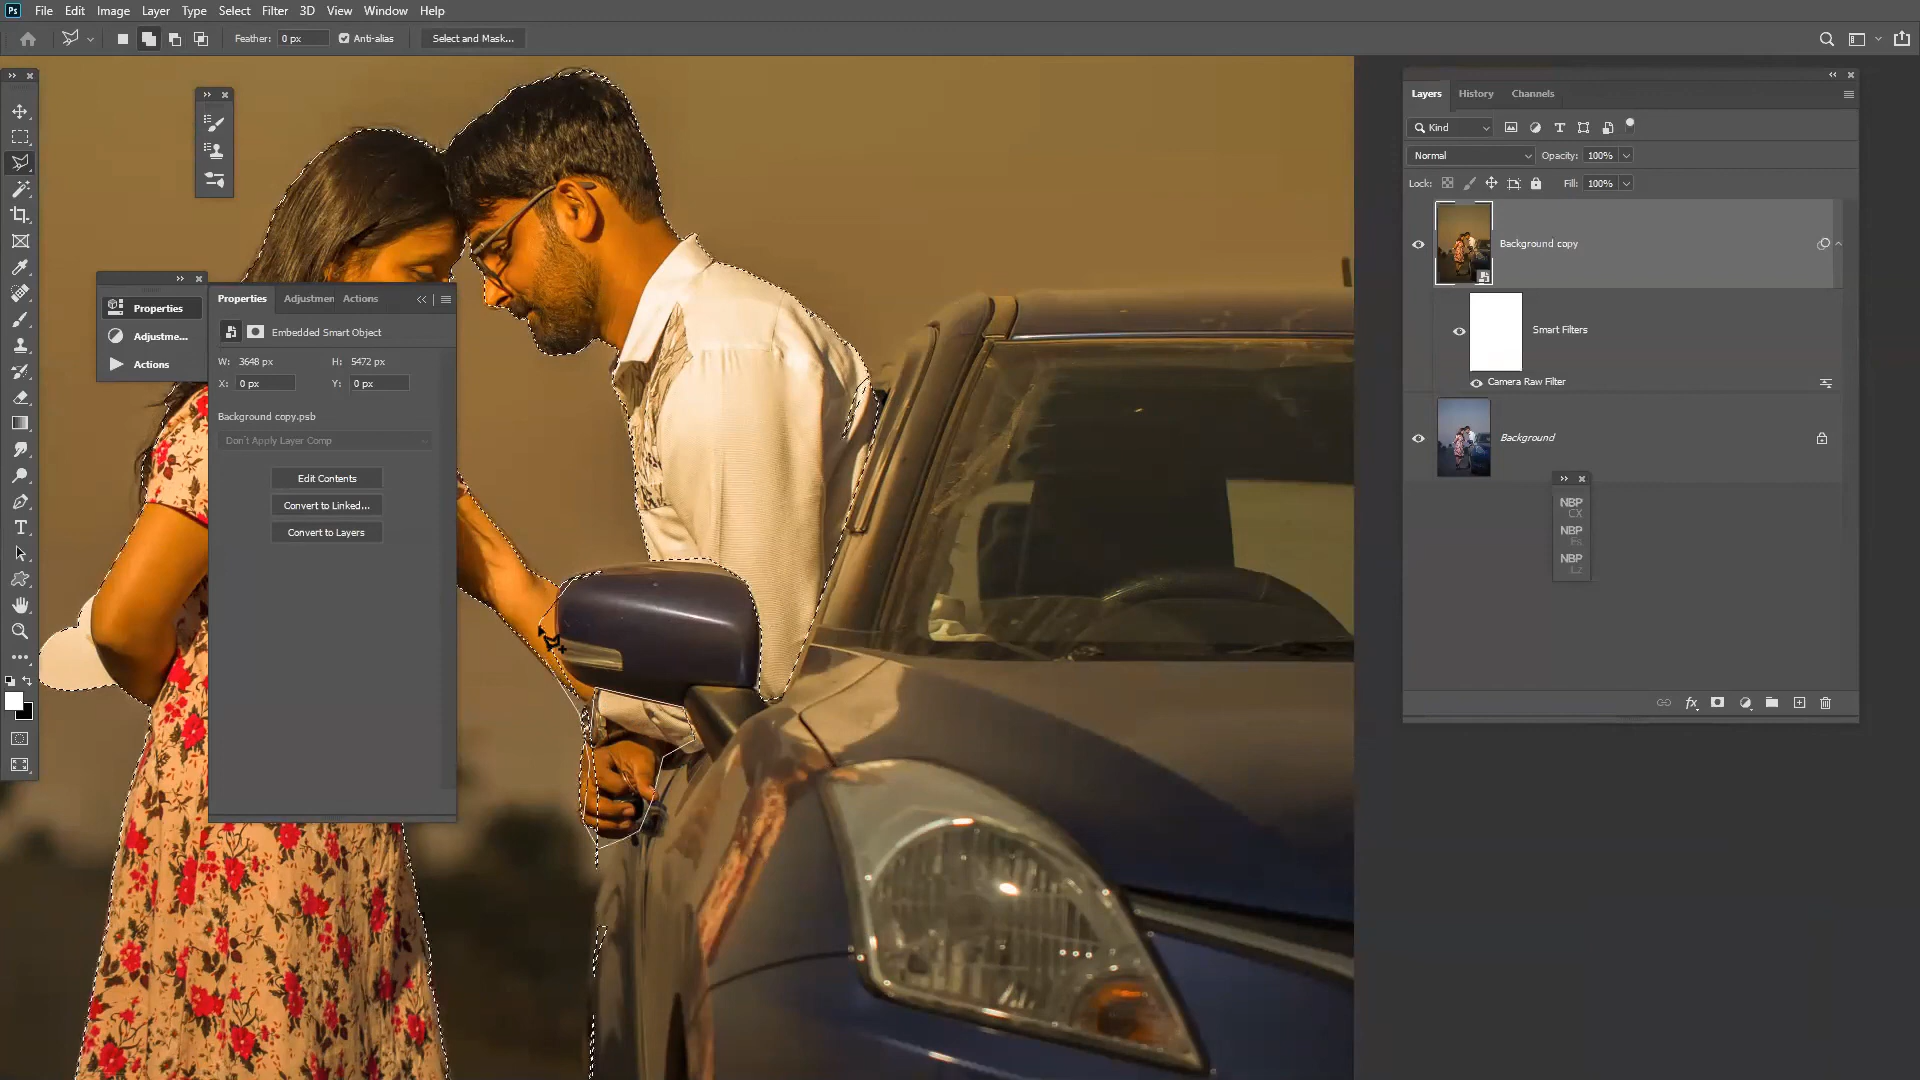 Ps File Edit Image Layer Type Select Filter 3D View Window Help
Feather: 0 px Anti-alias Select and Mask...
Layers History Channels
Kind
Normal Opacity: 100%
Lock: Fill: 100%
Background copy
Smart Filters
Camera Raw Filter
Background
NBP
CX
NBP
Fs
NBP
Lz
Properties
Adjustme...
Actions
Properties Adjustmen Actions
Embedded Smart Object
W: 3648 px H: 5472 px
X: 0 px Y: 0 px
Background copy.psb
Don't Apply Layer Comp
Edit Contents
Convert to Linked...
Convert to Layers